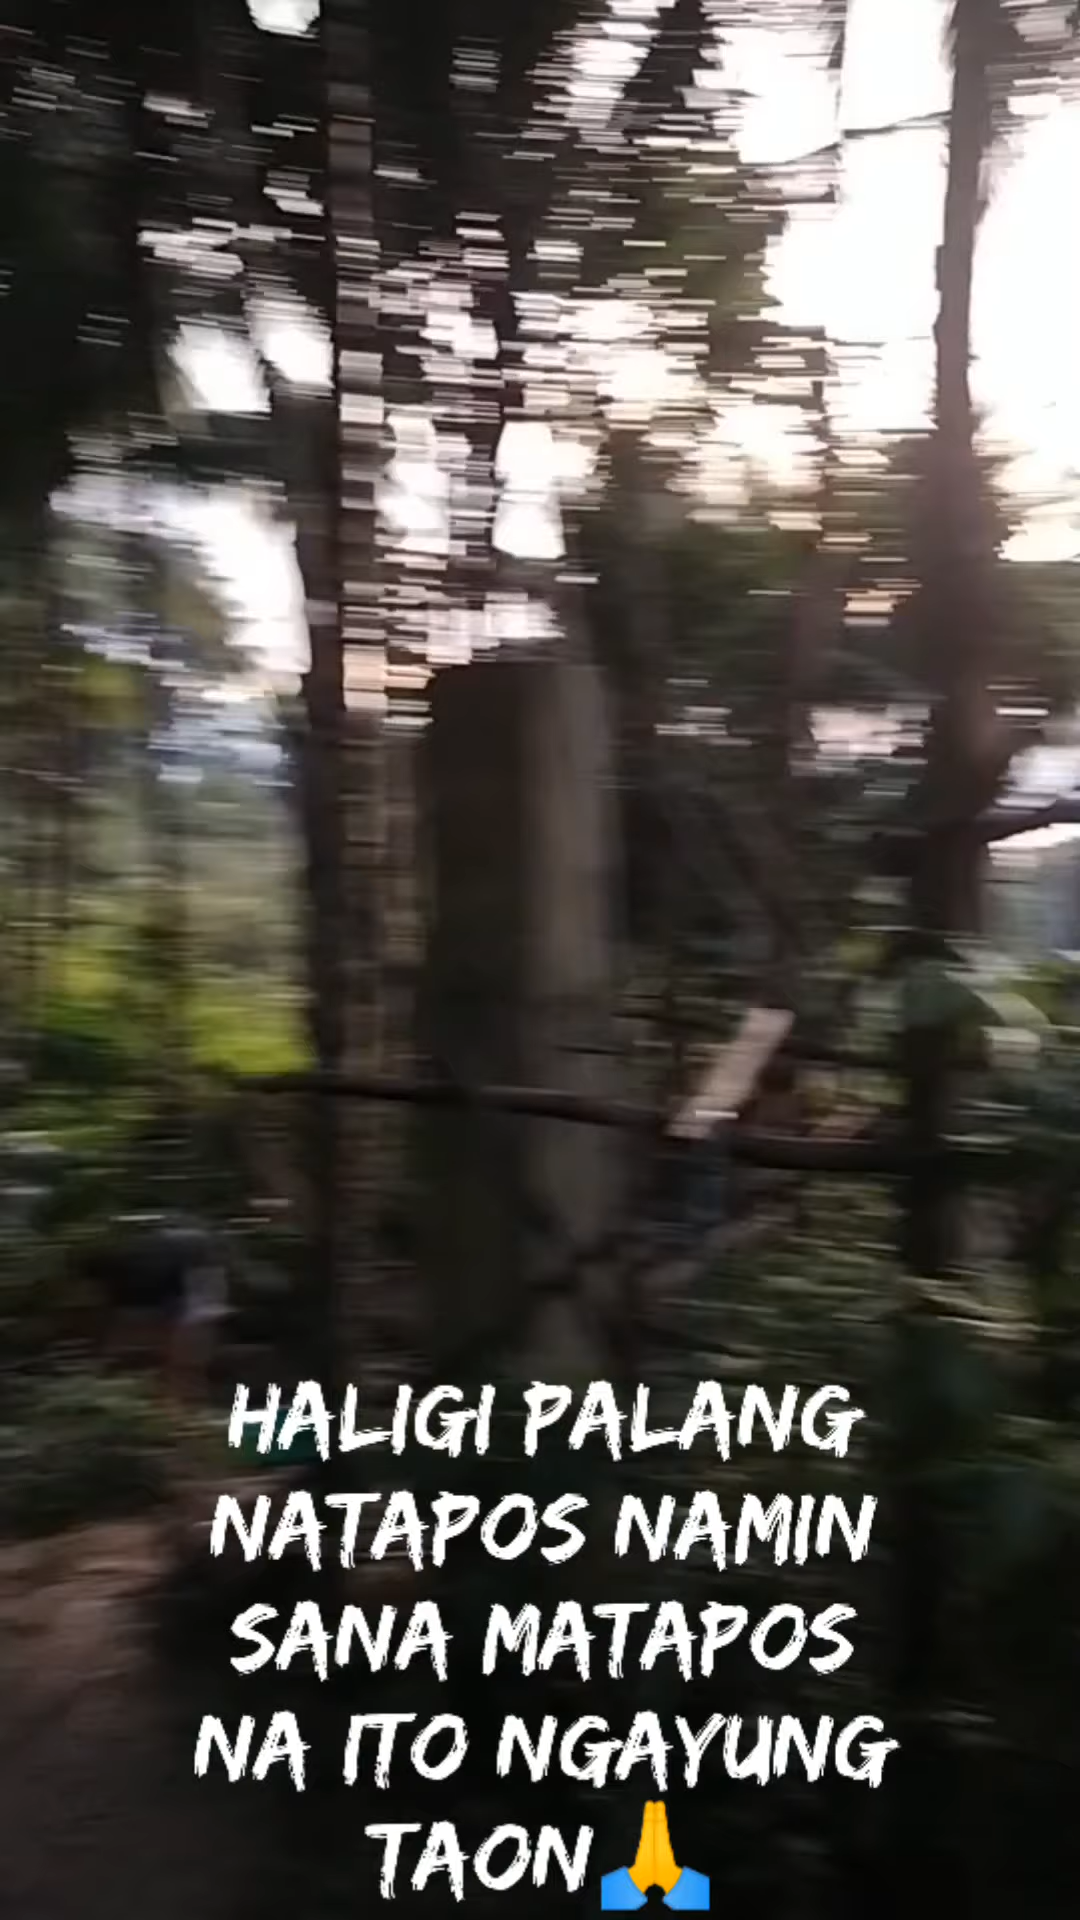 HALIGI PALANG
NATAPOS NAMIN
SANA MATAPOS
NA ITO NGAYUNG
TAON🙏